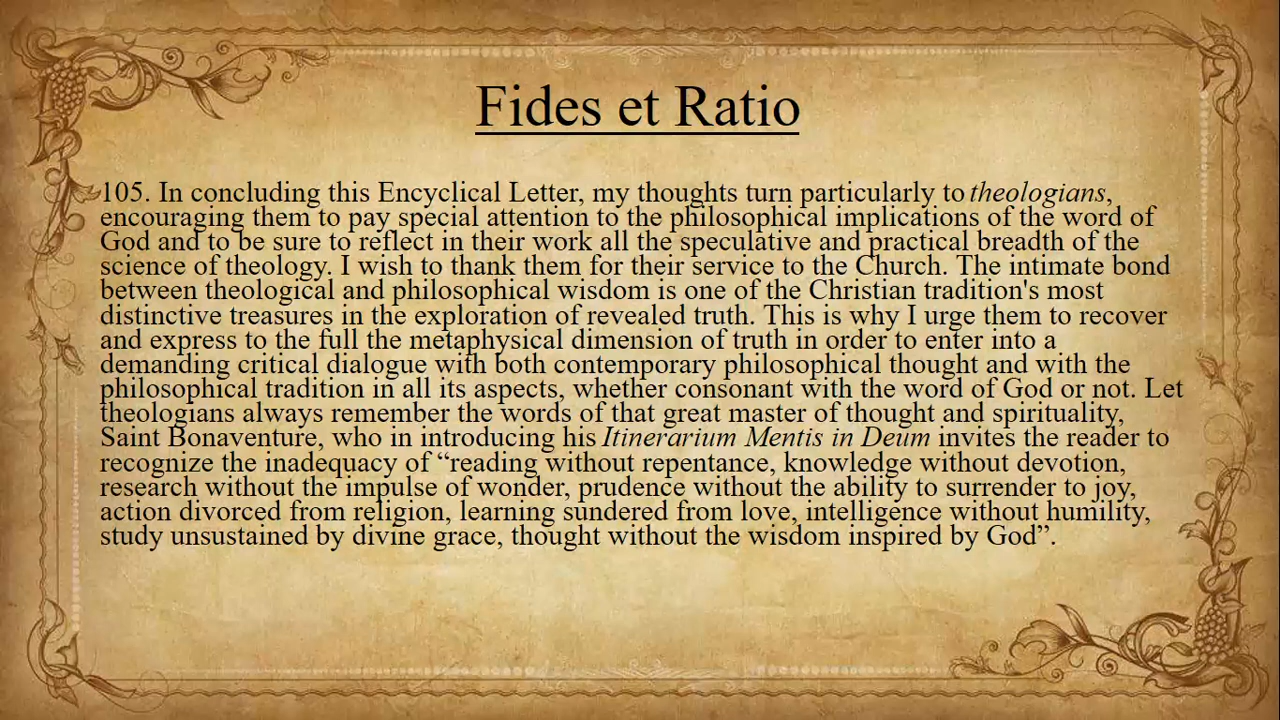 Fides et Ratio
105. In concluding this Encyclical Letter, my thoughts turn particularly to theologians,
encouraging them to pay special attention to the philosophical implications of the word of
God and to be sure to reflect in their work all the speculative and practical breadth of the
science of theology. I wish to thank them for their service to the Church. The intimate bond
between theological and philosophical wisdom is one of the Christian tradition's most
distinctive treasures in the exploration of revealed truth. This is why I urge them to recover
and express to the full the metaphysical dimension of truth in order to enter into a
demanding critical dialogue with both contemporary philosophical thought and with the
philosophical tradition in all its aspects, whether consonant with the word of God or not. Let
theologians always remember the words of that great master of thought and spirituality,
Saint Bonaventure, who in introducing his Itinerarium Mentis in Deum invites the reader to
recognize the inadequacy of “reading without repentance, knowledge without devotion,
research without the impulse of wonder, prudence without the ability to surrender to joy,
action divorced from religion, learning sundered from love, intelligence without humility,
study unsustained by divine grace, thought without the wisdom inspired by God”.